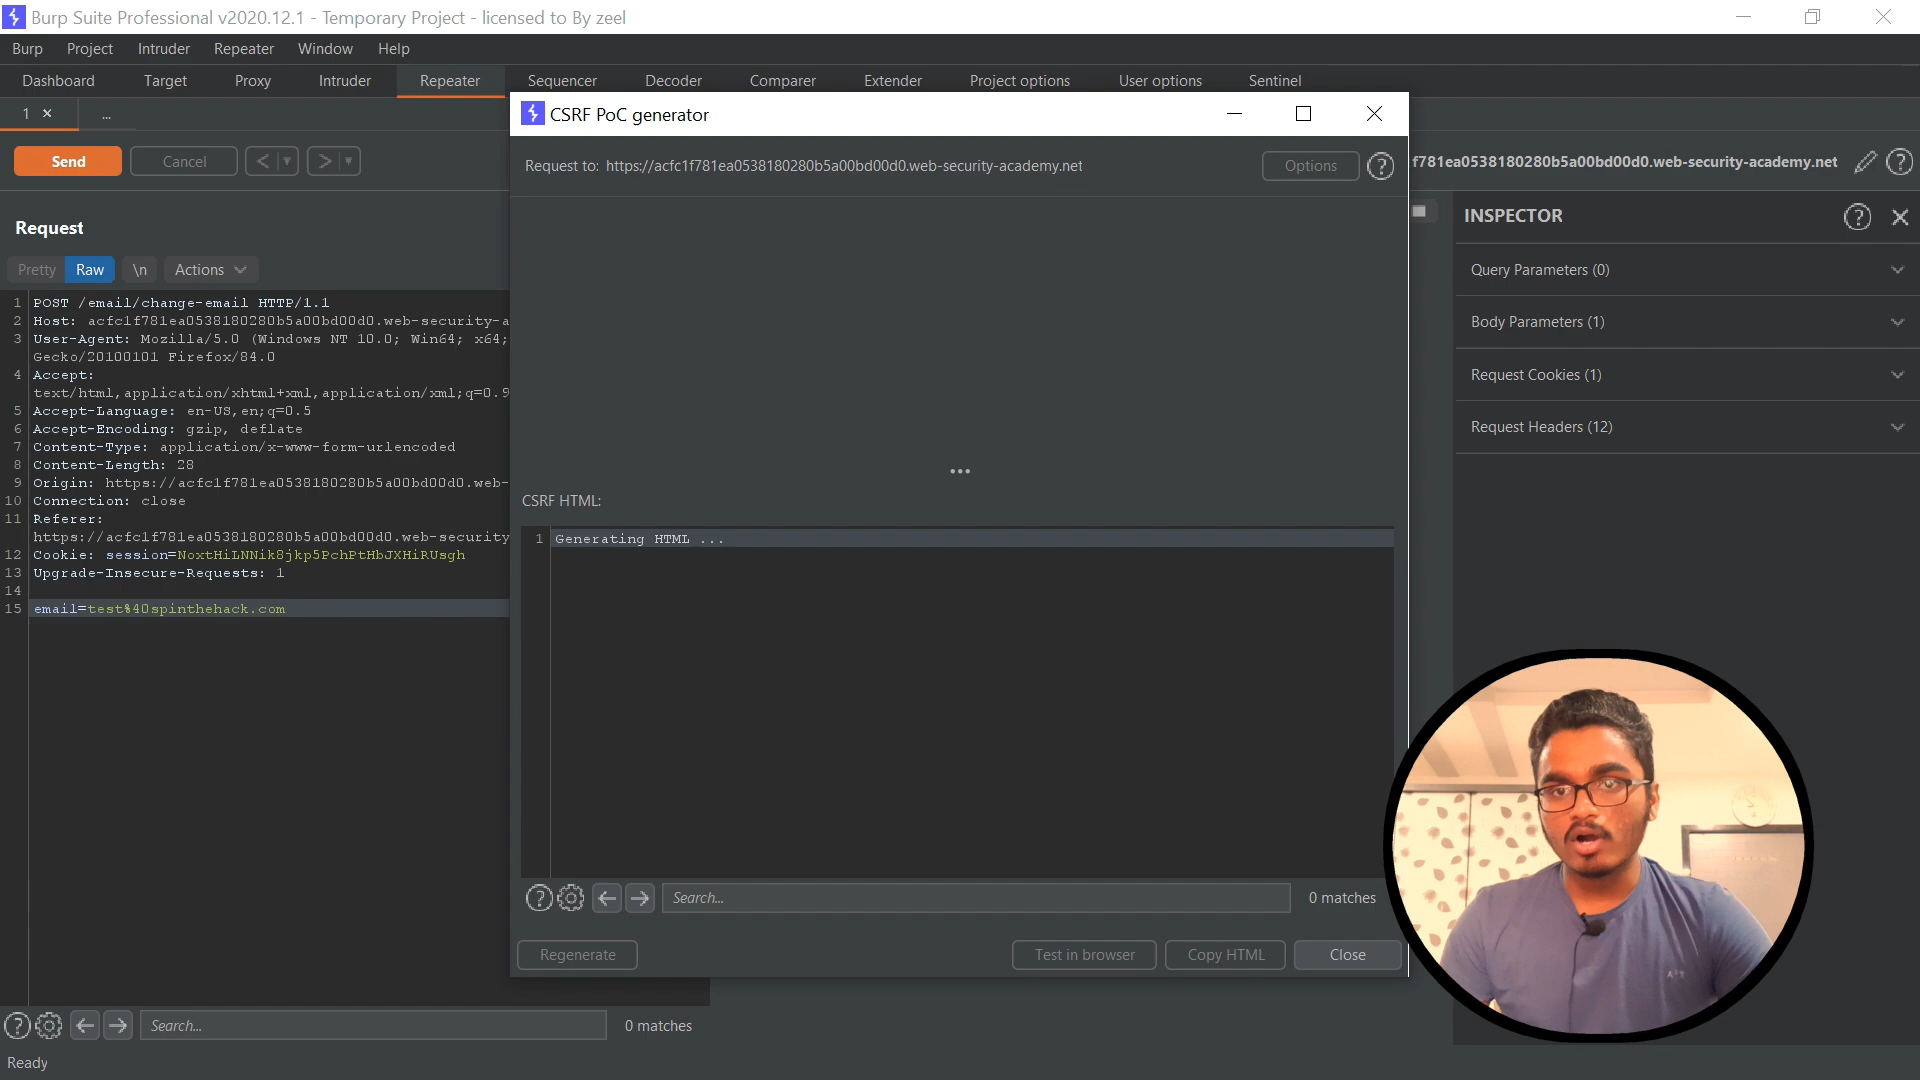 Burp Suite Professional v2020.12.1 - Temporary Project - licensed to By zeel
Burp Project Intruder Repeater Window Help
Dashboard Target Proxy Intruder Repeater Sequencer Decoder Comparer Extender Project options User options Sentinel
1 × ...
CSRF PoC generator
Send Cancel < >
Request to: https://acfc1f781ea0538180280b5a00bd00d0.web-security-academy.net
Options ?
f781ea0538180280b5a00bd00d0.web-security-academy.net ?
Request
INSPECTOR ?
Pretty Raw \n Actions
Query Parameters (0)
Body Parameters (1)
Request Cookies (1)
Request Headers (12)
1 POST /email/change-email HTTP/1.1
2 Host: acfc1f781ea0538180280b5a00bd00d0.web-security-a
3 User-Agent: Mozilla/5.0 (Windows NT 10.0; Win64; x64;
Gecko/20100101 Firefox/84.0
4 Accept:
text/html,application/xhtml+xml,application/xml;q=0.9
5 Accept-Language: en-US,en;q=0.5
6 Accept-Encoding: gzip, deflate
7 Content-Type: application/x-www-form-urlencoded
8 Content-Length: 28
9 Origin: https://acfc1f781ea0538180280b5a00bd00d0.web-
10 Connection: close
11 Referer:
https://acfc1f781ea0538180280b5a00bd00d0.web-security
12 Cookie: session=NoxtHiLNNik8jkp5PchPtHbJXHiRUsgh
13 Upgrade-Insecure-Requests: 1
14
15 email=test%40spinthehack.com
CSRF HTML:
1 Generating HTML ...
? Search... 0 matches
Regenerate Test in browser Copy HTML Close
? Search... 0 matches
Ready